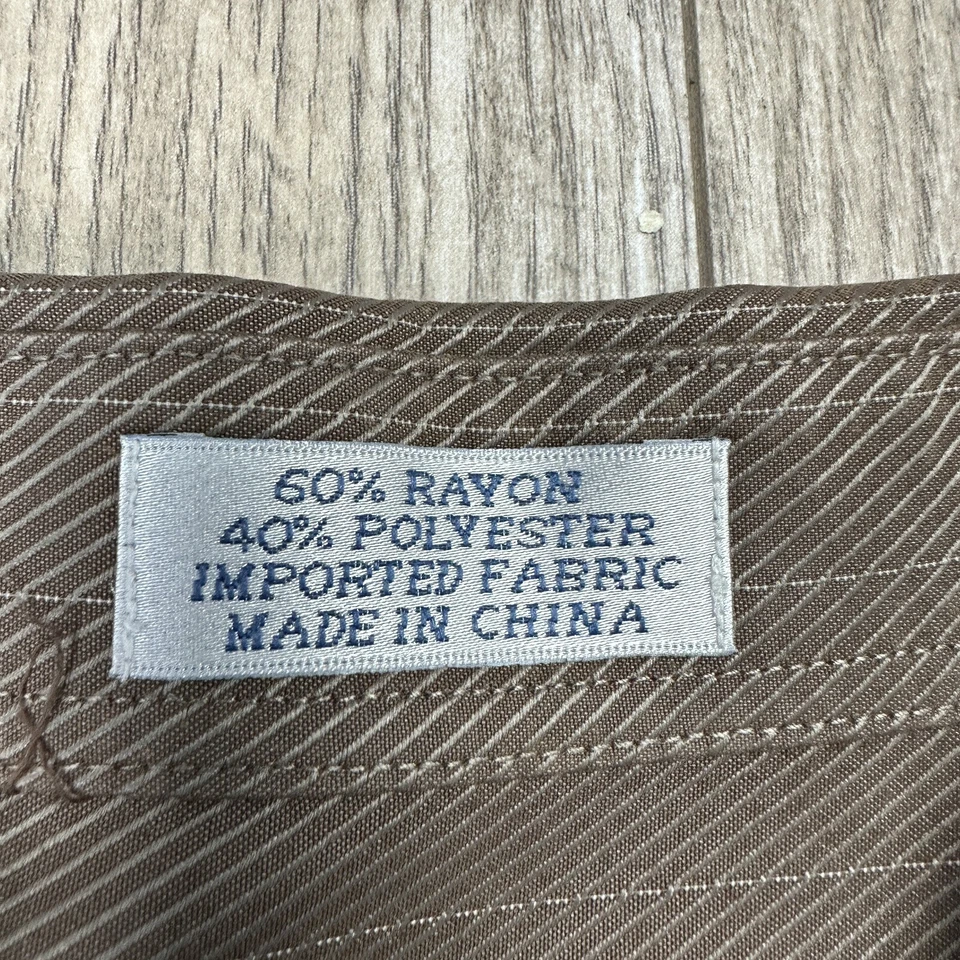 60% RAYON
40% POLYESTER
IMPORTED FABRIC
MADE IN CHINA